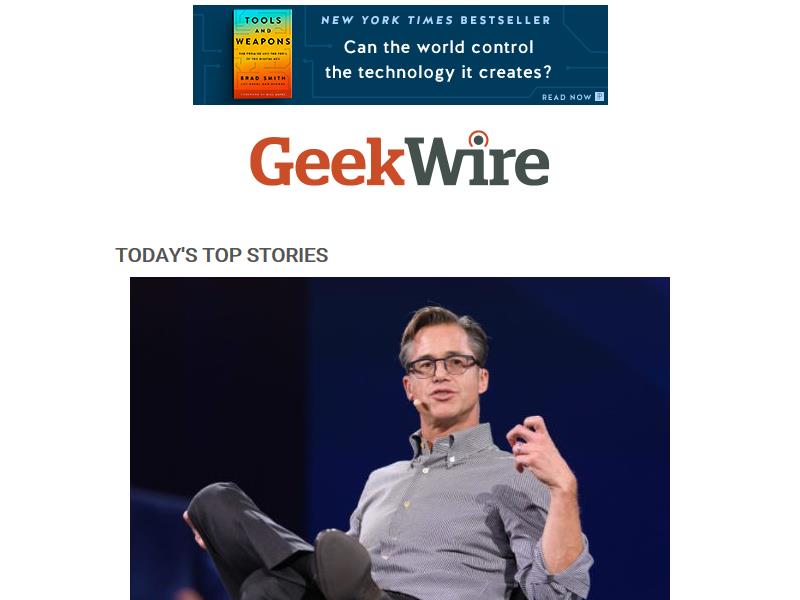 TOOLS
AND
WEAPONS
BRAD SMITH
NEW YORK TIMES BESTSELLER
Can the world control
the technology it creates?
READ NOW
GeekWire
TODAY'S TOP STORIES